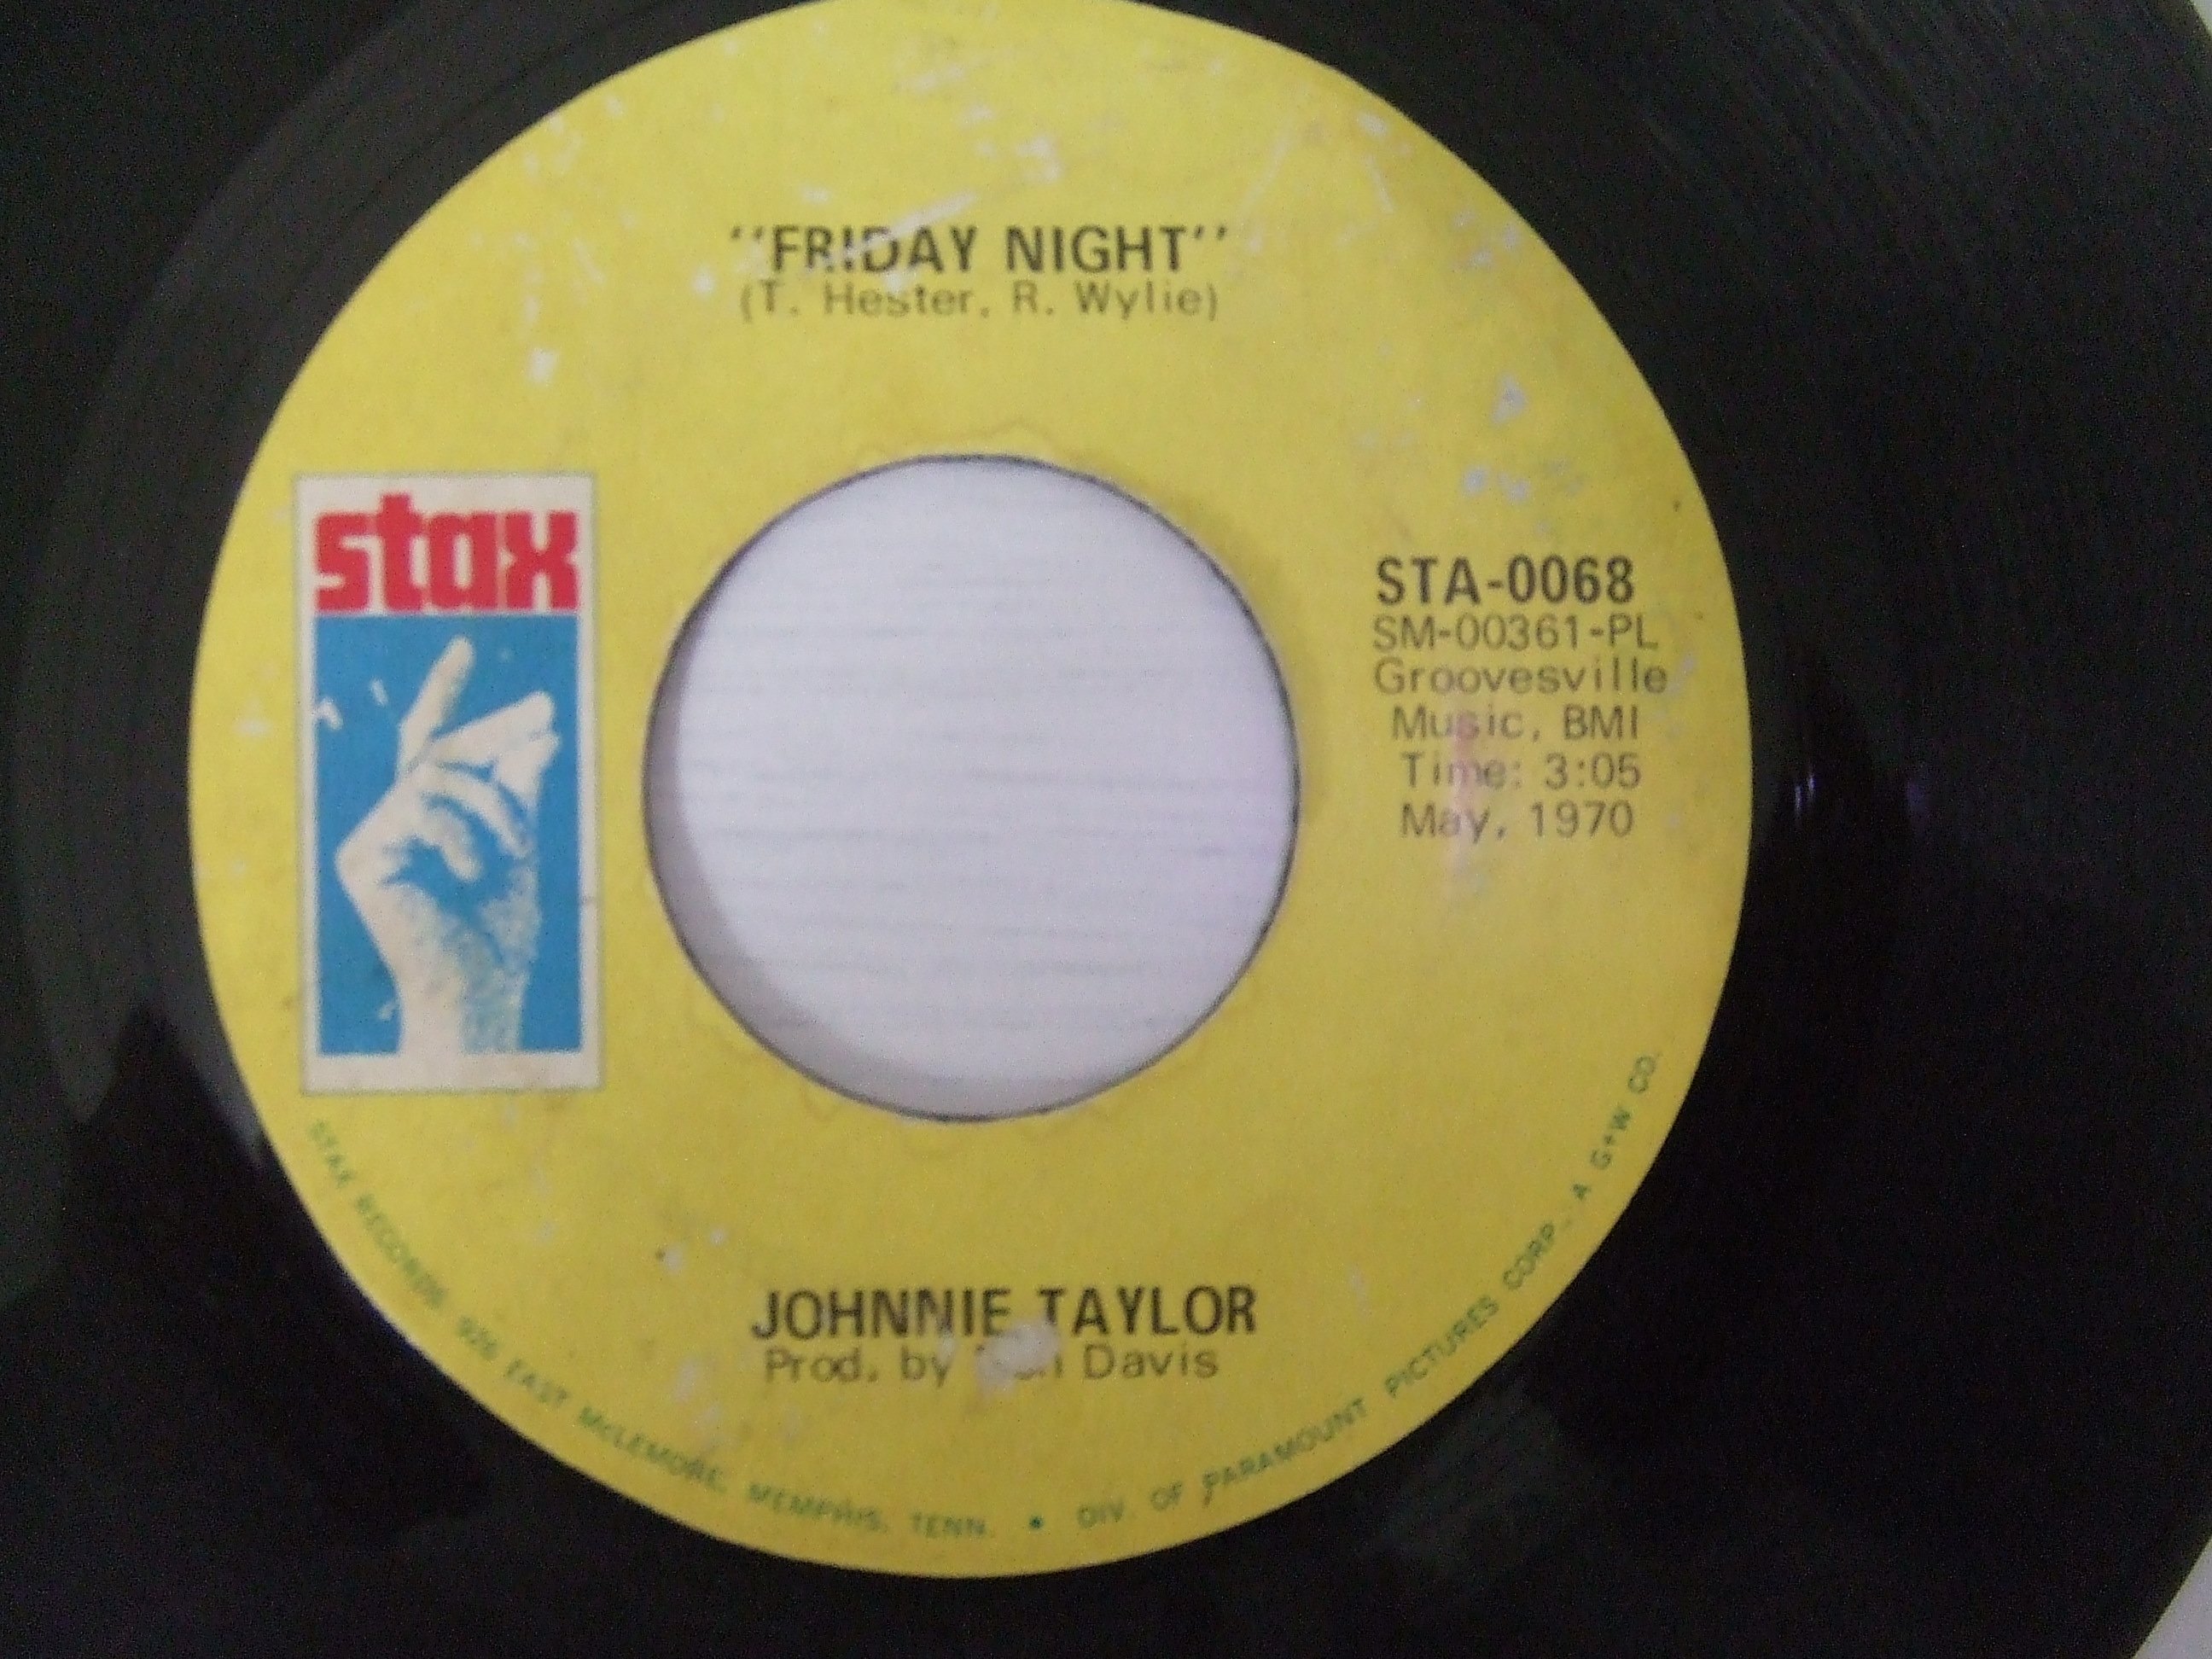 "FRIDAY NIGHT"
(T. Hester, R. Wylie)
stax
STA-0068
SM-00361-PL
Groovesville
Music, BMI
Time: 3:05
May, 1970
JOHNNIE TAYLOR
Prod. by Davis
STAX RECORDS, 926 EAST McLEMORE, MEMPHIS, TENN. • DIV. OF PARAMOUNT PICTURES CORP., A G+W CO.